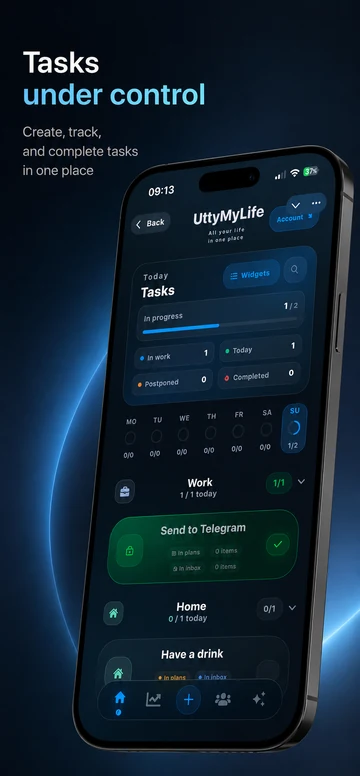 Tasks
under control
Create, track,
and complete tasks
in one place
09:13
37%
Back
UttyMyLife
All your life
in one place
Account
Today
Tasks
Widgets
In progress
1 / 2
In work 1
Today 1
Postponed 0
Completed 0
MO TU WE TH FR SA SU
0/0 0/0 0/0 0/0 0/0 0/0 1/2
Work
1 / 1 today
1/1
Send to Telegram
In plans 0 items
In inbox 0 items
Home
0 / 1 today
0/1
Have a drink
In plans In inbox